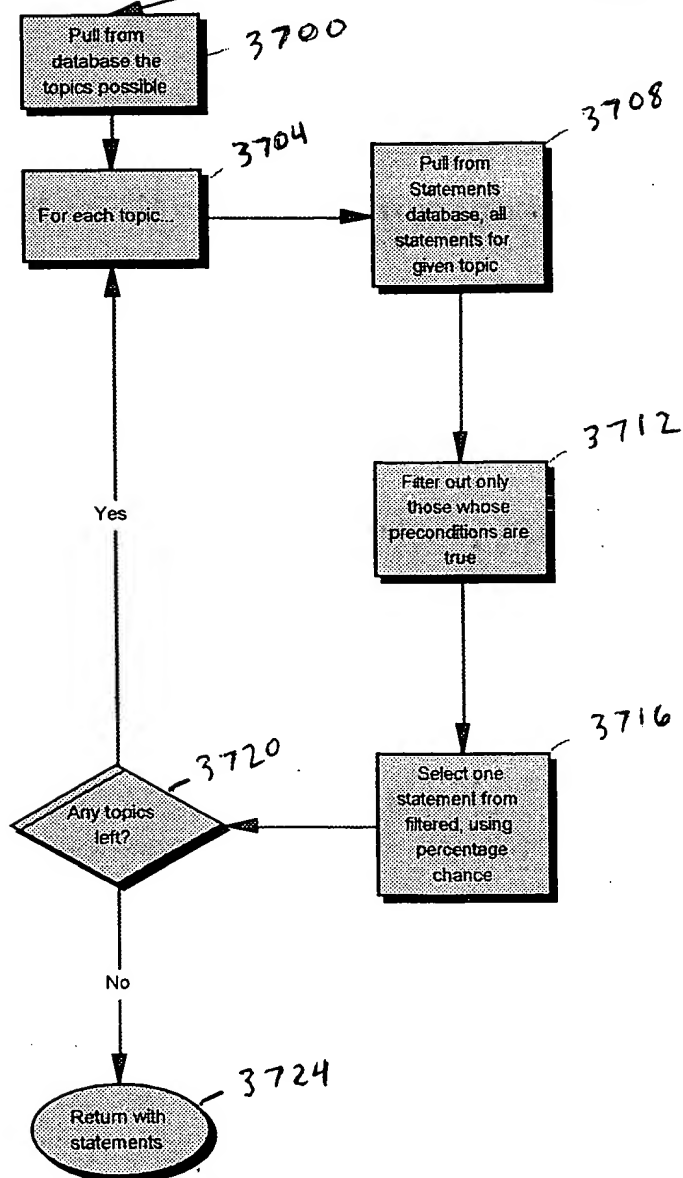 Pull from
database the
topics possible
3700
3704
For each topic...
3708
Pull from
Statements
database, all
statements for
given topic
3712
Filter out only
those whose
preconditions are
true
Yes
3716
Select one
statement from
filtered, using
percentage
chance
3720
Any topics
left?
No
3724
Return with
statements